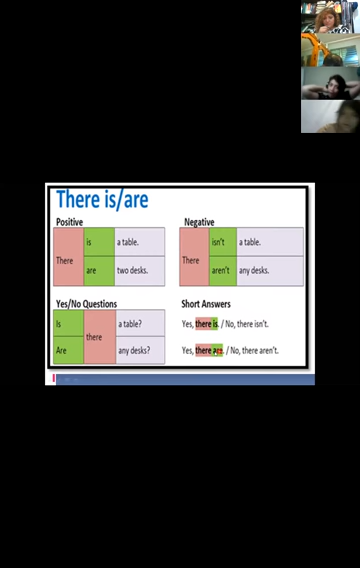 There is/are
Positive
There
is
a table.
are
two desks.
Negative
There
isn't
a table.
aren't
any desks.
Yes/No Questions
Is
there
a table?
Are
any desks?
Short Answers
Yes, there is. / No, there isn't.
Yes, there are. / No, there aren't.